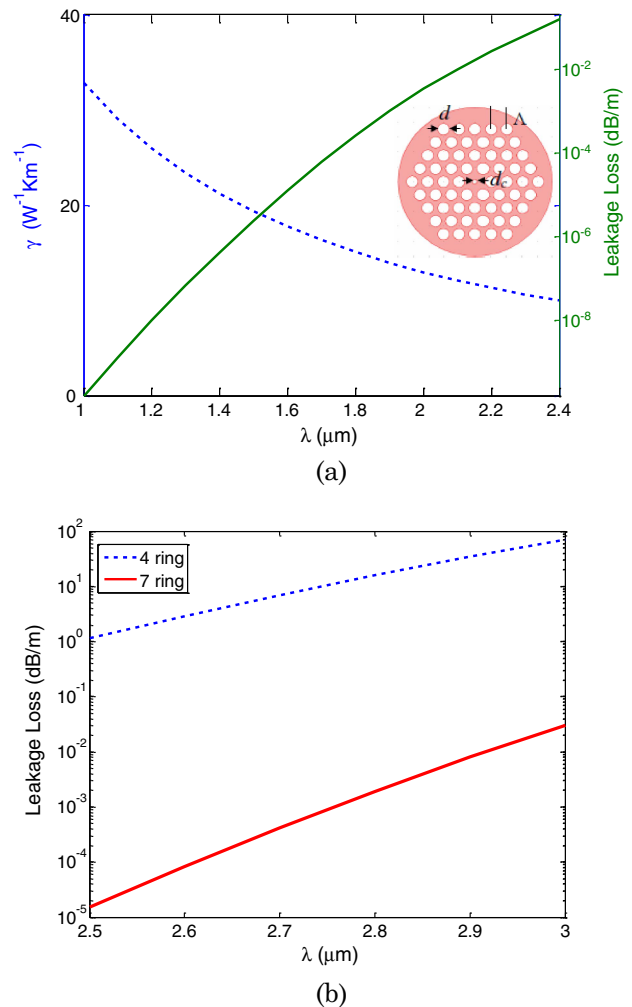 40
20
0
γ (W⁻¹Km⁻¹)
10⁻²
10⁻⁴
10⁻⁶
10⁻⁸
Leakage Loss (dB/m)
d
Λ
d_c
1
1.2
1.4
1.6
1.8
2
2.2
2.4
λ (μm)
(a)
10²
10¹
10⁰
10⁻¹
10⁻²
10⁻³
10⁻⁴
10⁻⁵
Leakage Loss (dB/m)
4 ring
7 ring
2.5
2.6
2.7
2.8
2.9
3
λ (μm)
(b)